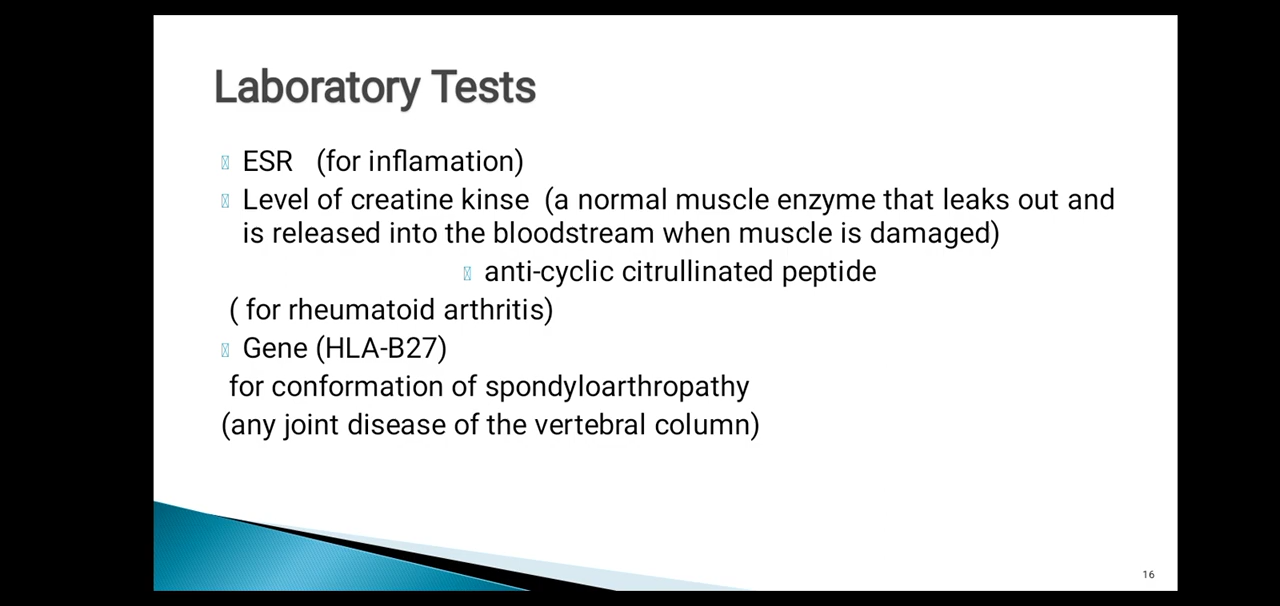 Laboratory Tests
ESR (for inflamation)
Level of creatine kinse (a normal muscle enzyme that leaks out and
is released into the bloodstream when muscle is damaged)
anti-cyclic citrullinated peptide
( for rheumatoid arthritis)
Gene (HLA-B27)
for conformation of spondyloarthropathy
(any joint disease of the vertebral column)
16